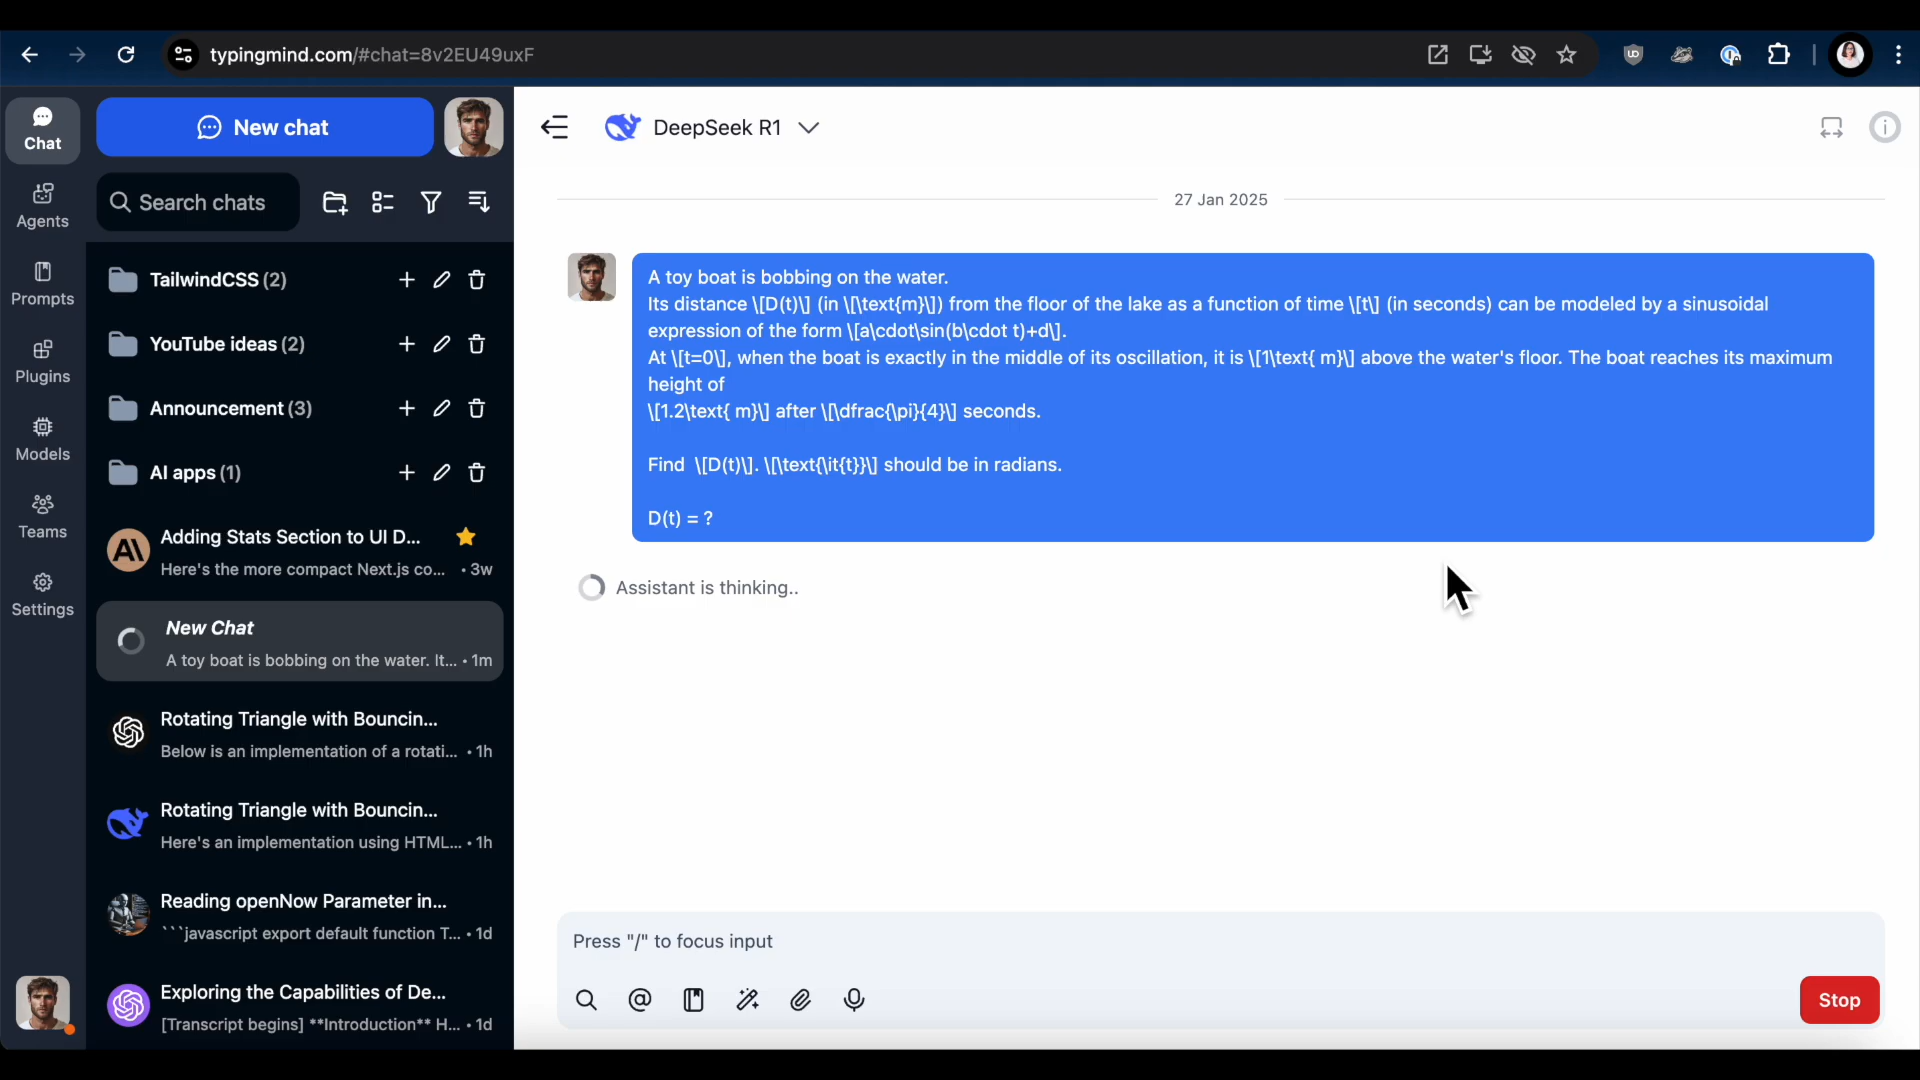 typingmind.com/#chat=8v2EU49uxF
Chat
New chat
DeepSeek R1
Agents
Search chats
27 Jan 2025
Prompts
TailwindCSS (2)
YouTube ideas (2)
Plugins
Announcement (3)
Models
AI apps (1)
Teams
Adding Stats Section to UI D...
Here's the more compact Next.js co... • 3w
Settings
New Chat
A toy boat is bobbing on the water. It... • 1m
Rotating Triangle with Bouncin...
Below is an implementation of a rotati... • 1h
Rotating Triangle with Bouncin...
Here's an implementation using HTML... • 1h
Reading openNow Parameter in...
```javascript export default function T... • 1d
Exploring the Capabilities of De...
[Transcript begins] **Introduction** H... • 1d
A toy boat is bobbing on the water.
Its distance \[D(t)\] (in \[\text{m}\]) from the floor of the lake as a function of time \[t\] (in seconds) can be modeled by a sinusoidal
expression of the form \[a\cdot\sin(b\cdot t)+d\].
At \[t=0\], when the boat is exactly in the middle of its oscillation, it is \[1\text{ m}\] above the water's floor. The boat reaches its maximum
height of
\[1.2\text{ m}\] after \[\dfrac{\pi}{4}\] seconds.
Find \[D(t)\]. \[\text{\it{t}}\] should be in radians.
D(t) = ?
Assistant is thinking..
Press "/" to focus input
Stop